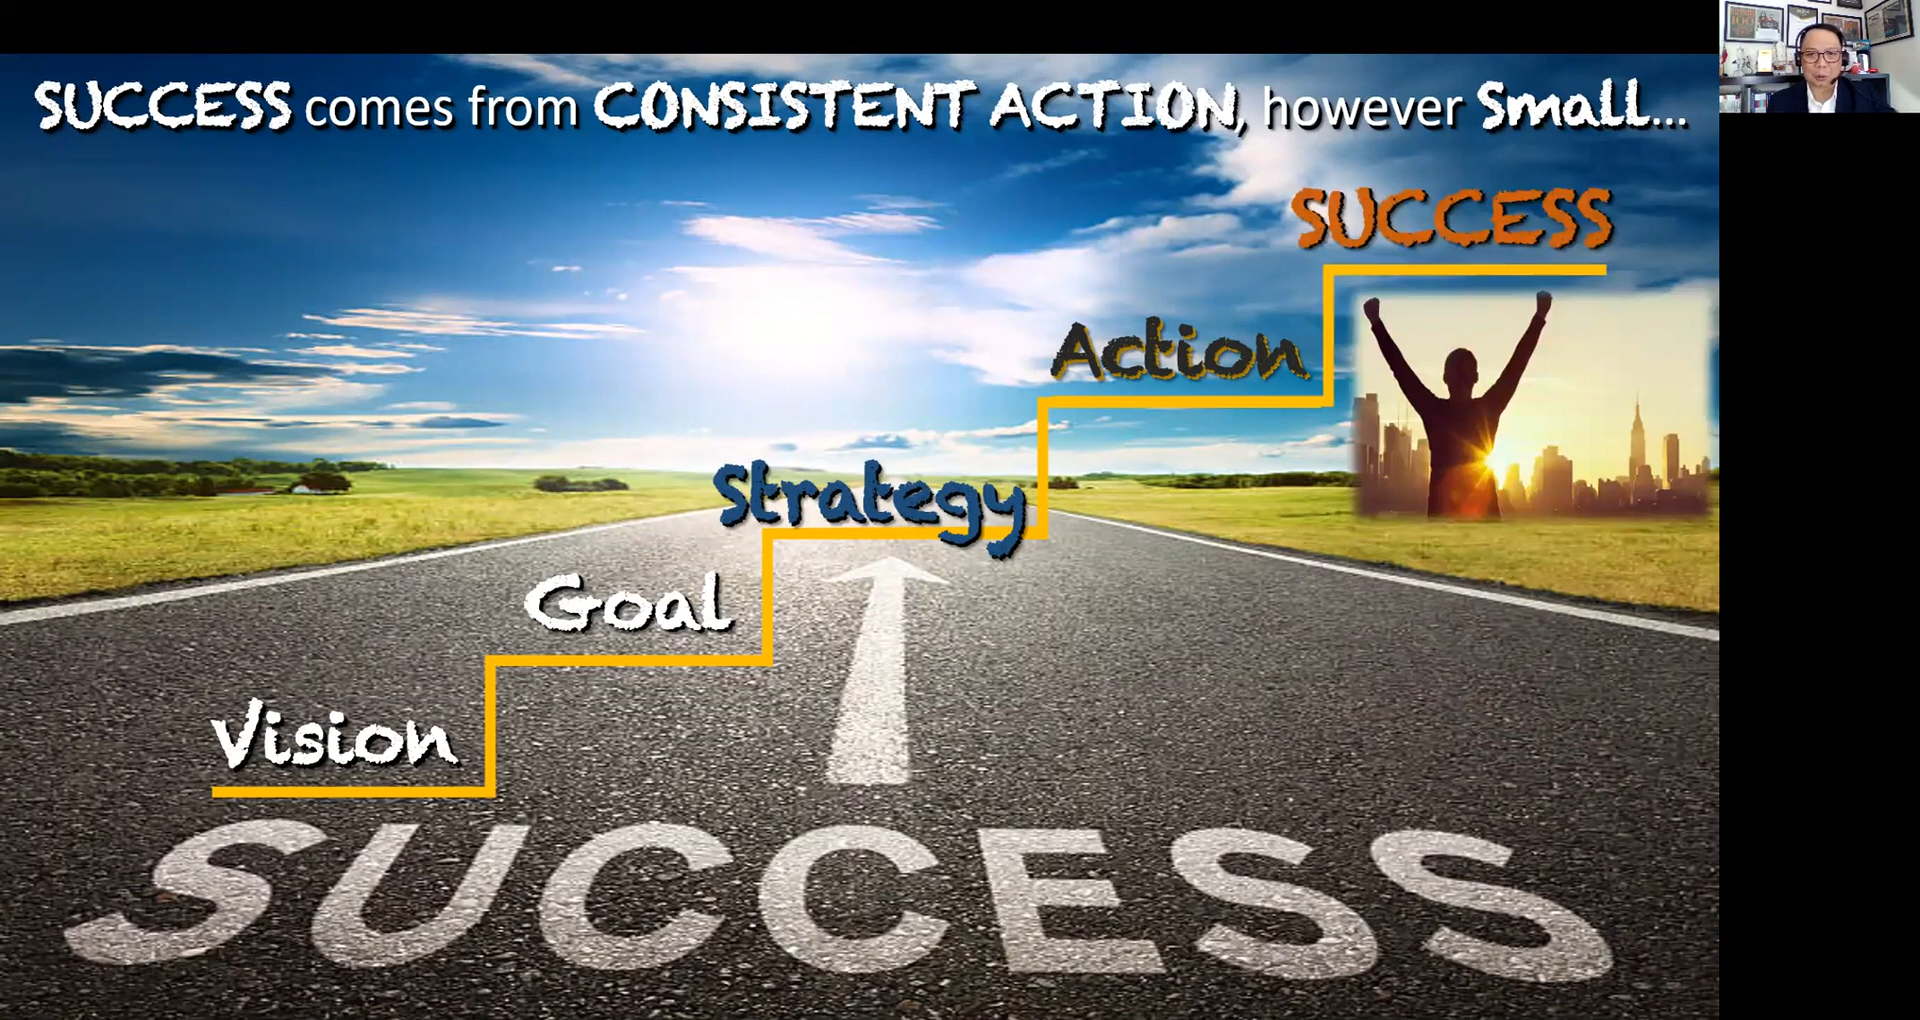 SUCCESS comes from CONSISTENT ACTION, however Small...
SUCCESS
Action
Strategy
Goal
Vision
SUCCESS